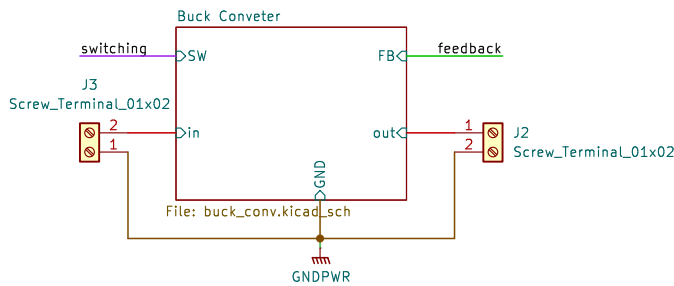 Buck Conveter
switching
SW
FB
feedback
J3
Screw_Terminal_01x02
2
in
out
1
J2
1
2
Screw_Terminal_01x02
GND
File: buck_conv.kicad_sch
GNDPWR